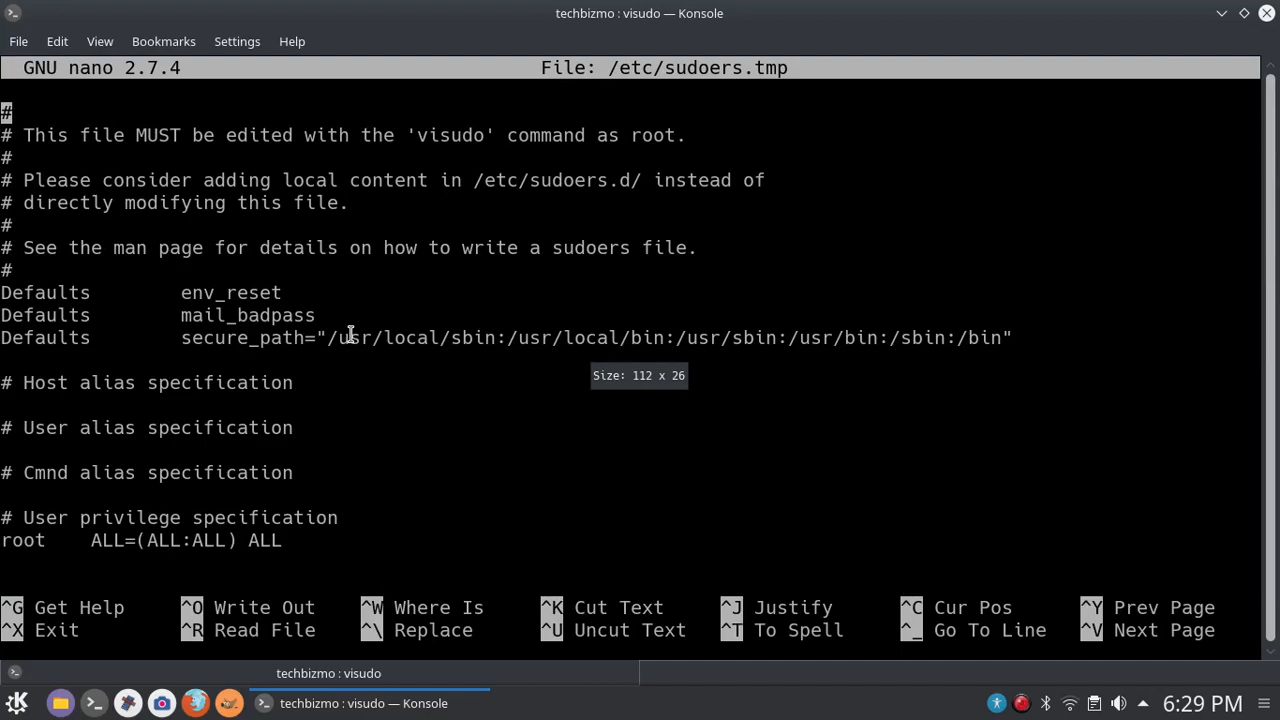 techbizmo : visudo — Konsole
File Edit View Bookmarks Settings Help
GNU nano 2.7.4 File: /etc/sudoers.tmp
#
# This file MUST be edited with the 'visudo' command as root.
#
# Please consider adding local content in /etc/sudoers.d/ instead of
# directly modifying this file.
#
# See the man page for details on how to write a sudoers file.
#
Defaults env_reset
Defaults mail_badpass
Defaults secure_path="/usr/local/sbin:/usr/local/bin:/usr/sbin:/usr/bin:/sbin:/bin"
Size: 112 x 26
# Host alias specification
# User alias specification
# Cmnd alias specification
# User privilege specification
root ALL=(ALL:ALL) ALL
^G Get Help ^O Write Out ^W Where Is ^K Cut Text ^J Justify ^C Cur Pos ^Y Prev Page
^X Exit ^R Read File ^\ Replace ^U Uncut Text ^T To Spell ^_ Go To Line ^V Next Page
techbizmo : visudo
techbizmo : visudo — Konsole 6:29 PM